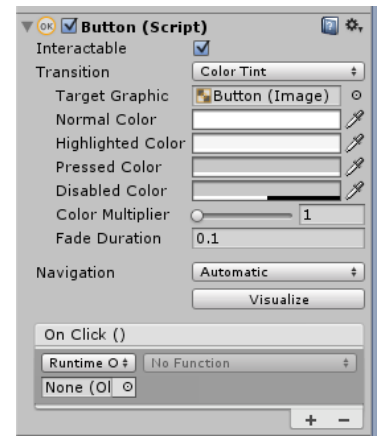 OK Button (Script)
Interactable
Transition Color Tint
Target Graphic Button (Image)
Normal Color
Highlighted Color
Pressed Color
Disabled Color
Color Multiplier 1
Fade Duration 0.1
Navigation Automatic
Visualize
On Click ()
Runtime O No Function
None (Ol
+ −